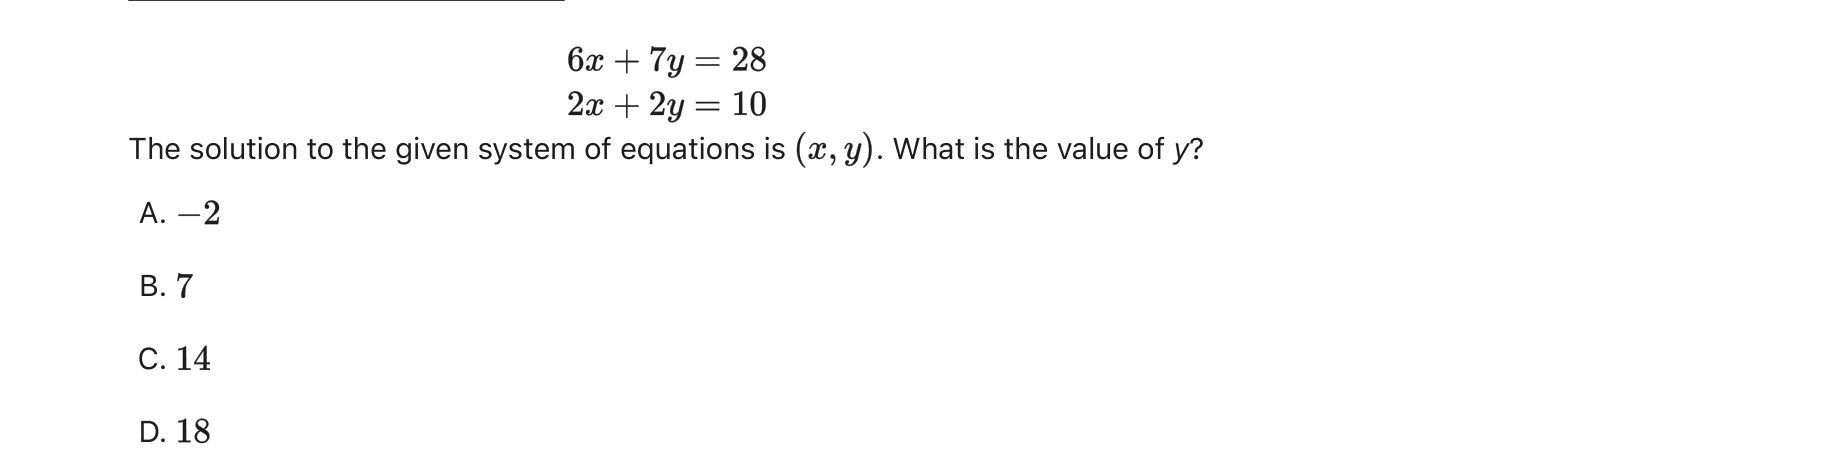 6x + 7y = 28
2x + 2y = 10
The solution to the given system of equations is (x, y). What is the value of y?
A. −2
B. 7
C. 14
D. 18